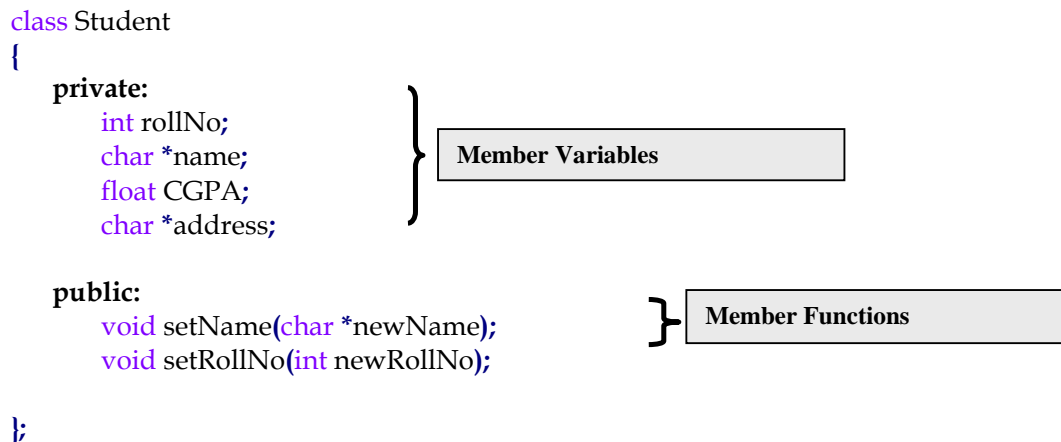 class Student
{
private:
int rollNo;
char *name;
float CGPA;
char *address;
Member Variables
public:
void setName(char *newName);
void setRollNo(int newRollNo);
Member Functions
};